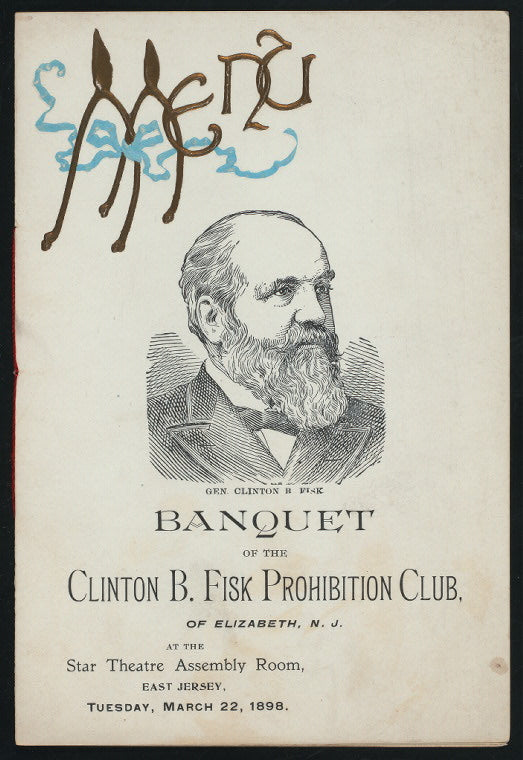 Menu
GEN. CLINTON B. FISK
BANQUET
OF THE
CLINTON B. FISK PROHIBITION CLUB,
OF ELIZABETH, N. J.
AT THE
Star Theatre Assembly Room,
EAST JERSEY,
TUESDAY, MARCH 22, 1898.